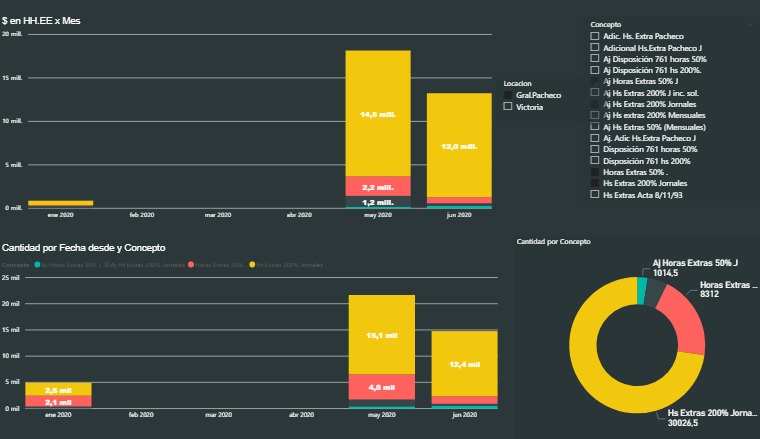 $ en HH.EE x Mes
20 mill.
15 mill.
10 mill.
5 mill.
0 mill.
14,5 mill.
2,2 mill.
1,2 mill.
ene 2020
feb 2020
mar 2020
abr 2020
may 2020
jun 2020
Locacion
Gral.Pacheco
Victoria
Concepto
Adic. Hs. Extra Pacheco
Adicional Hs.Extra Pacheco J
Aj Disposición 761 horas 50%
Aj Disposición 761 hs 200%.
Aj Horas Extras 50% J
Aj Hs Extras 200% J inc. sol.
Aj Hs Extras 200% Jornales
Aj Hs extras 200% Mensuales
Aj Hs Extras 50% (Mensuales)
Aj. Adic Hs.Extra Pacheco J
Disposición 761 horas 50%
Disposición 761 hs 200%
Horas Extras 50% .
Hs Extras 200% Jornales
Hs Extras Acta 8/11/93
Cantidad por Fecha desde y Concepto
Concepto Aj Horas Extras 50% J Aj Hs Extras 200% Jornales Horas Extras 50% . Hs Extras 200% Jornales
25 mil
20 mil
15 mil
10 mil
5 mil
0 mil
2,5 mil
2,1 mil
15,1 mil
4,8 mil
12,4 mil
ene 2020
feb 2020
mar 2020
abr 2020
may 2020
jun 2020
Cantidad por Concepto
Aj Horas Extras 50% J
1014,5
Horas Extras ...
8312
Hs Extras 200% Jorna...
30026,5